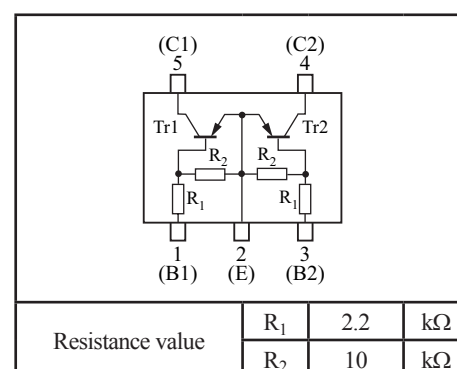 (C1) (C2)
5 4
Tr1 Tr2
R2 R2
R1 R1
1 2 3
(B1) (E) (B2)
Resistance value R1 2.2 kΩ
R2 10 kΩ